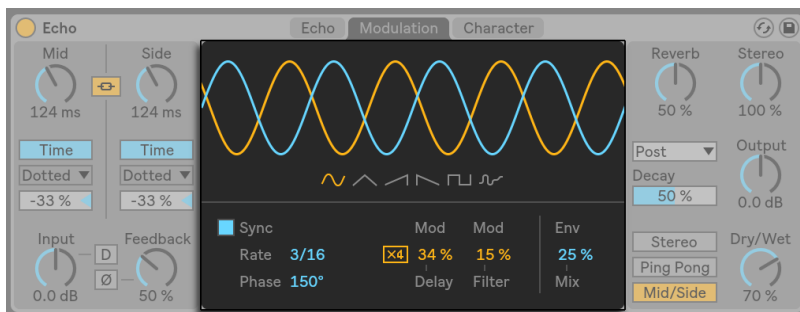 Echo Echo Modulation Character
Mid Side Reverb Stereo
124 ms 124 ms 50 % 100 %
Time Time
Dotted Dotted Post Output
-33 % -33 % Decay
50 % 0.0 dB
Sync Mod Mod Env
Input Feedback Stereo Dry/Wet
D Rate 3/16 ×4 34 % 15 % 25 % Ping Pong
Ø Phase 150° Delay Filter Mix Mid/Side
0.0 dB 50 % 70 %